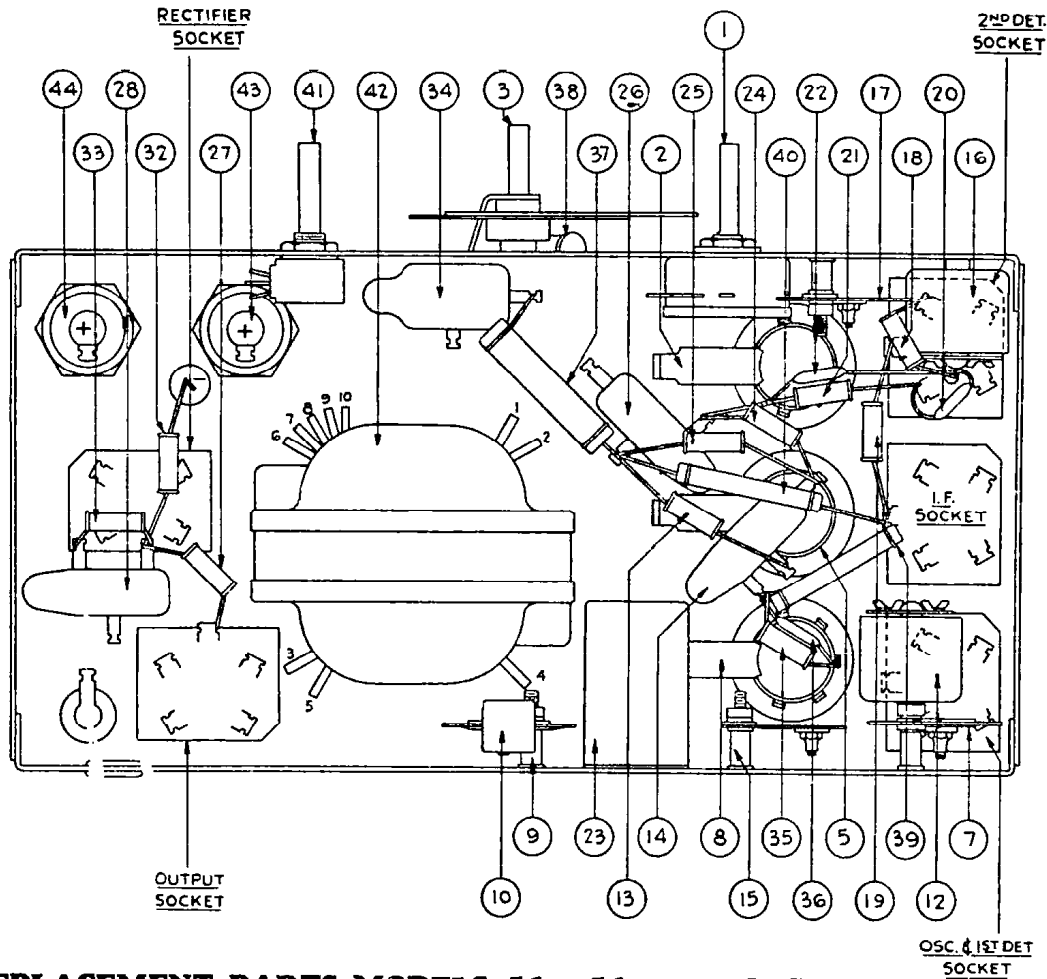 RECTIFIER
SOCKET
1
2ND DET.
SOCKET
44 28 43 41 42 34 3 38 26 25 24 22 17 20
33 32 27 37 2 40 21 18 16
6 7 8 9 10 1 2
I.F.
SOCKET
3 5 4
9 23 14 8 35 5 39 7
10 13 15 36 19 12
OUTPUT
SOCKET
OSC. & 1ST DET
SOCKET